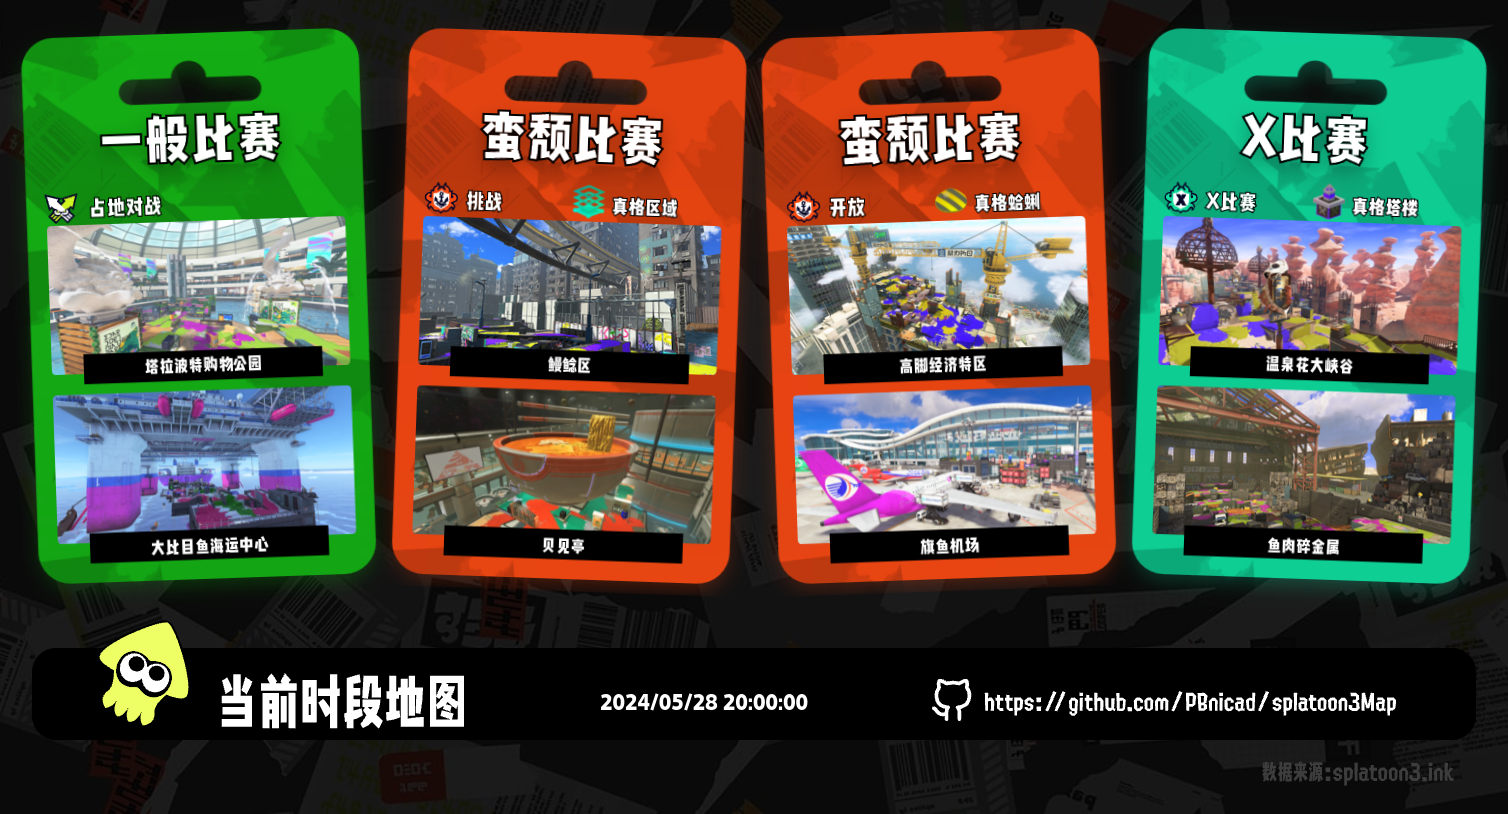 一般比赛
占地对战
塔拉波特购物公园
大比目鱼海运中心
蛮颓比赛
挑战
真格区域
鳗鲶区
贝见亭
蛮颓比赛
开放
真格蛤蜊
高脚经济特区
旗鱼机场
X比赛
X比赛
真格塔楼
温泉花大峡谷
鱼肉碎金属
当前时段地图
2024/05/28 20:00:00
https://github.com/PBnicad/splatoon3Map
数据来源:splatoon3.ink